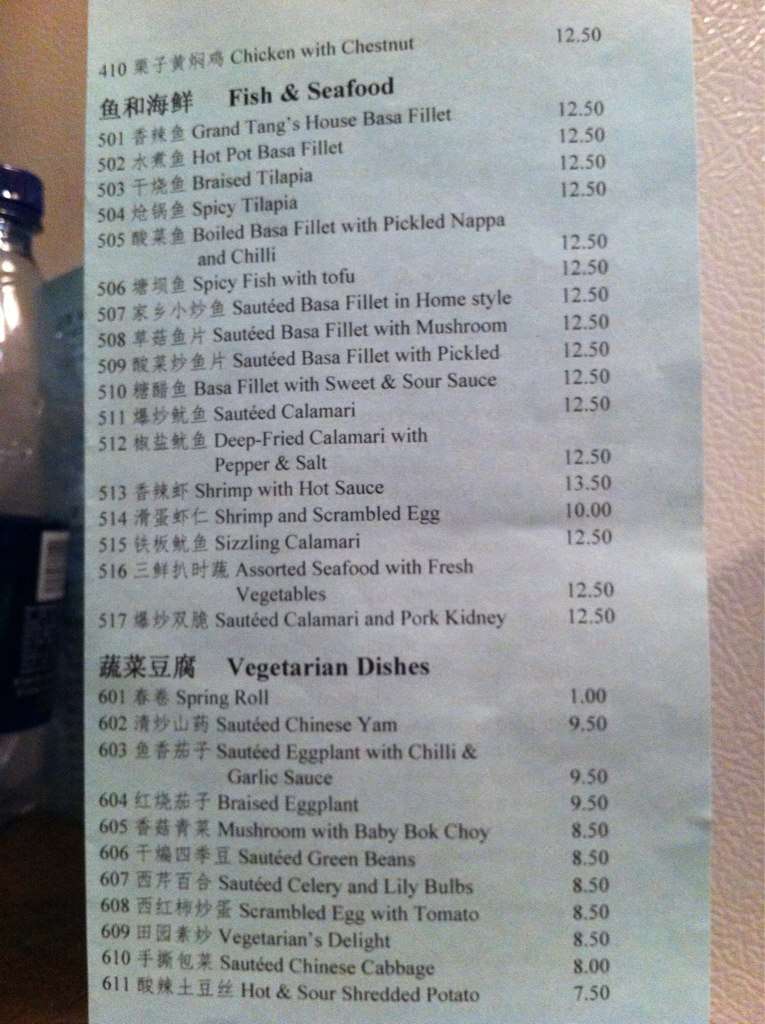 410 栗子黄焖鸡 Chicken with Chestnut 12.50
鱼和海鲜 Fish & Seafood
501 香辣鱼 Grand Tang's House Basa Fillet 12.50
502 水煮鱼 Hot Pot Basa Fillet 12.50
503 干烧鱼 Braised Tilapia 12.50
504 炝锅鱼 Spicy Tilapia 12.50
505 酸菜鱼 Boiled Basa Fillet with Pickled Nappa
and Chilli 12.50
506 塘坝鱼 Spicy Fish with tofu 12.50
507 家乡小炒鱼 Sautéed Basa Fillet in Home style 12.50
508 草菇鱼片 Sautéed Basa Fillet with Mushroom 12.50
509 酸菜炒鱼片 Sautéed Basa Fillet with Pickled 12.50
510 糖醋鱼 Basa Fillet with Sweet & Sour Sauce 12.50
511 爆炒鱿鱼 Sautéed Calamari 12.50
512 椒盐鱿鱼 Deep-Fried Calamari with
Pepper & Salt 12.50
513 香辣虾 Shrimp with Hot Sauce 13.50
514 滑蛋虾仁 Shrimp and Scrambled Egg 10.00
515 铁板鱿鱼 Sizzling Calamari 12.50
516 三鲜扒时蔬 Assorted Seafood with Fresh
Vegetables 12.50
517 爆炒双脆 Sautéed Calamari and Pork Kidney 12.50
蔬菜豆腐 Vegetarian Dishes
601 春卷 Spring Roll 1.00
602 清炒山药 Sautéed Chinese Yam 9.50
603 鱼香茄子 Sautéed Eggplant with Chilli &
Garlic Sauce 9.50
604 红烧茄子 Braised Eggplant 9.50
605 香菇青菜 Mushroom with Baby Bok Choy 8.50
606 干煸四季豆 Sautéed Green Beans 8.50
607 西芹百合 Sautéed Celery and Lily Bulbs 8.50
608 西红柿炒蛋 Scrambled Egg with Tomato 8.50
609 田园素炒 Vegetarian's Delight 8.50
610 手撕包菜 Sautéed Chinese Cabbage 8.00
611 酸辣土豆丝 Hot & Sour Shredded Potato 7.50